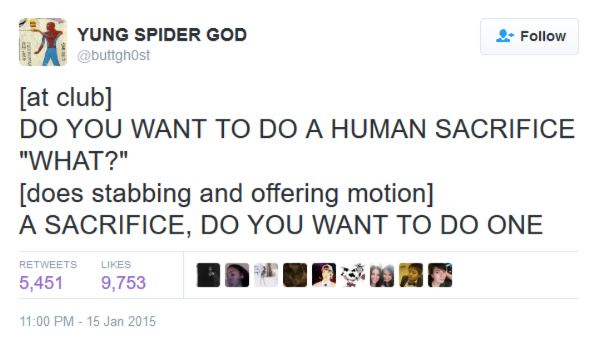 YUNG SPIDER GOD
@buttgh0st
Follow
[at club]
DO YOU WANT TO DO A HUMAN SACRIFICE
"WHAT?"
[does stabbing and offering motion]
A SACRIFICE, DO YOU WANT TO DO ONE
RETWEETS LIKES
5,451 9,753
11:00 PM - 15 Jan 2015